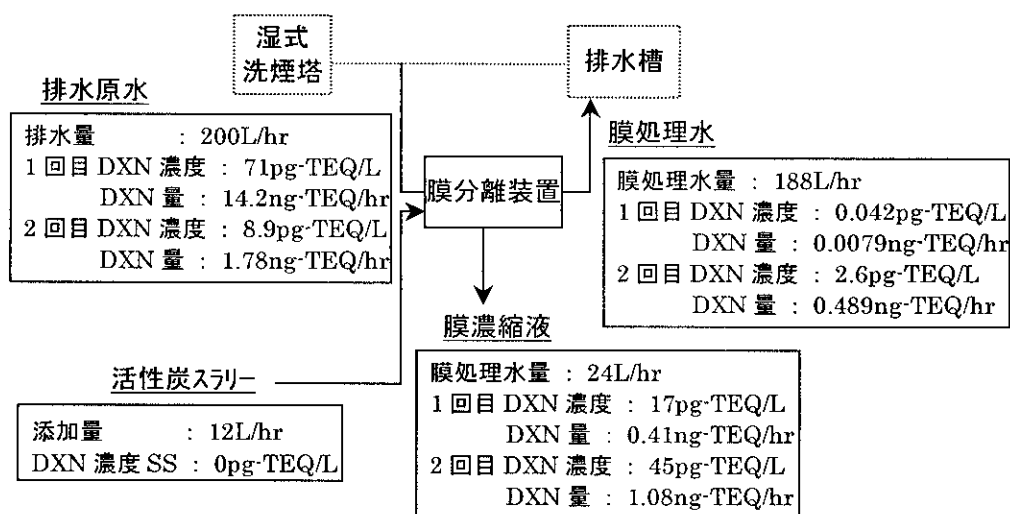 湿式
洗煙塔
排水槽
排水原水
排水量 : 200L/hr
1回目 DXN 濃度 : 71pg-TEQ/L
DXN 量 : 14.2ng-TEQ/hr
2回目 DXN 濃度 : 8.9pg-TEQ/L
DXN 量 : 1.78ng-TEQ/hr
膜分離装置
膜処理水
膜処理水量 : 188L/hr
1回目 DXN 濃度 : 0.042pg-TEQ/L
DXN 量 : 0.0079ng-TEQ/hr
2回目 DXN 濃度 : 2.6pg-TEQ/L
DXN 量 : 0.489ng-TEQ/hr
膜濃縮液
膜処理水量 : 24L/hr
1回目 DXN 濃度 : 17pg-TEQ/L
DXN 量 : 0.41ng-TEQ/hr
2回目 DXN 濃度 : 45pg-TEQ/L
DXN 量 : 1.08ng-TEQ/hr
活性炭スラリー
添加量 : 12L/hr
DXN 濃度 SS : 0pg-TEQ/L